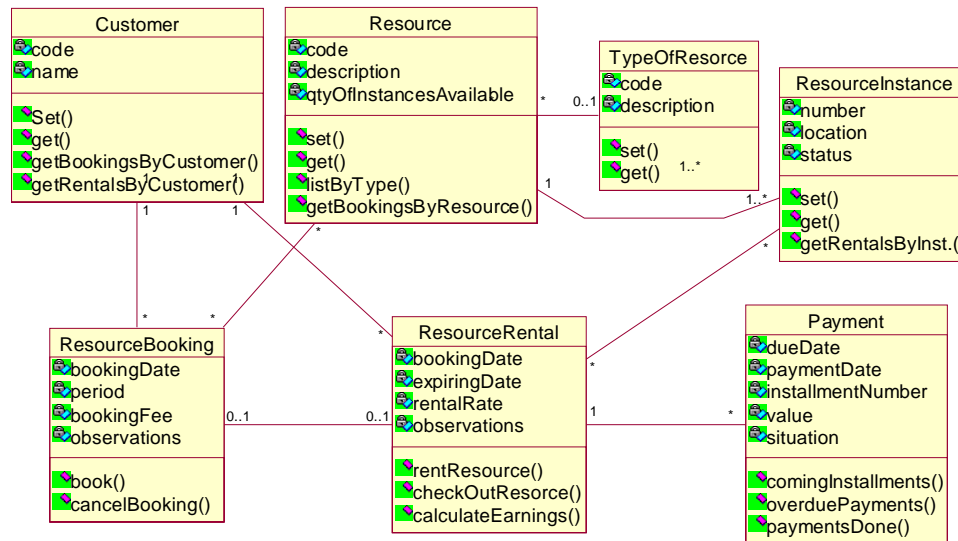 Customer
code
name
Set()
get()
getBookingsByCustomer()
getRentalsByCustomer()
1
1
1
1
Resource
code
description
qtyOfInstancesAvailable
set()
get()
listByType()
getBookingsByResource()
*
0..1
1
*
TypeOfResorce
code
description
set()
get()
1..*
ResourceInstance
number
location
status
set()
get()
getRentalsByInst.(
1..*
*
*
*
*
ResourceBooking
bookingDate
period
bookingFee
observations
book()
cancelBooking()
0..1
0..1
ResourceRental
bookingDate
expiringDate
rentalRate
observations
rentResource()
checkOutResorce()
calculateEarnings()
*
1
*
Payment
dueDate
paymentDate
installmentNumber
value
situation
comingInstallments()
overduePayments()
paymentsDone()